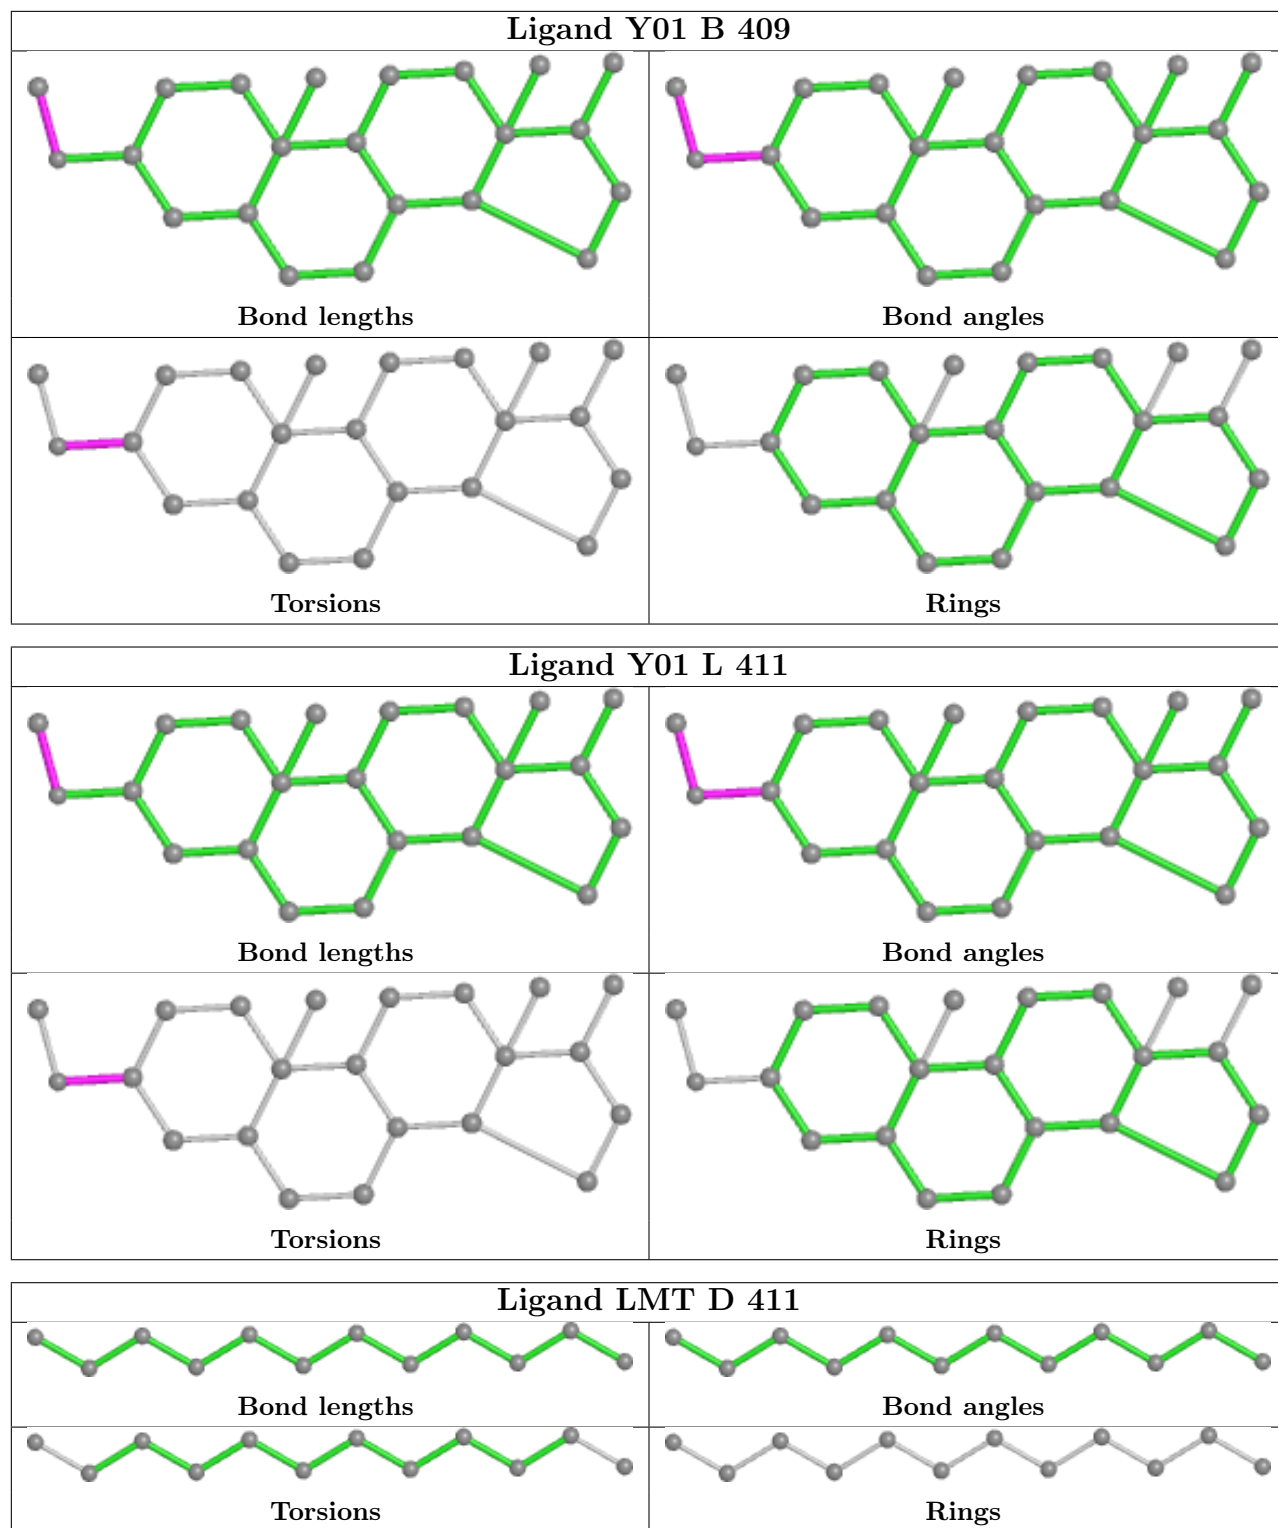 Ligand Y01 B 409
Bond lengths
Bond angles
Torsions
Rings
Ligand Y01 L 411
Bond lengths
Bond angles
Torsions
Rings
Ligand LMT D 411
Bond lengths
Bond angles
Torsions
Rings